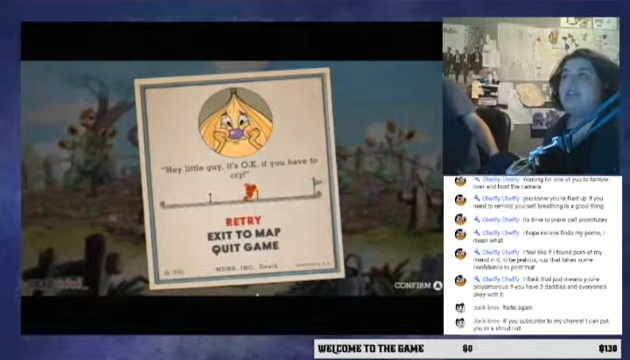 "Hey little guy, it's O.K. if you have to
cry!"
RETRY
EXIT TO MAP
QUIT GAME
CONFIRM A
Cheffy Cheffy Waiting for one of you to fumble
river and bust the camera
Cheffy Cheffy you know you're fired up if you
need to remind yourself breathing is a good thing
Cheffy Cheffy Its time to prank call prostitutes
Cheffy Cheffy I hope no one finds my porno, I
mean what
Cheffy Cheffy I feel like if I found porn of my
friend in it, id be jealous, cuz that takes some
confidence to post that
Cheffy Cheffy I think that just means you're
polyamorous if you have 2 daddies and everyone's
okay with it
Jack Bros hello again
Jack Bros if you subscribe to my channel I can put
you in a shout out
WELCOME TO THE GAME
$0
$130